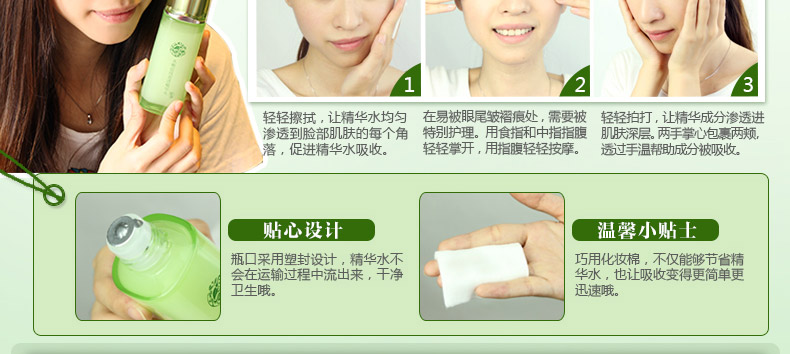 1
2
3
轻轻擦拭，让精华水均匀
渗透到脸部肌肤的每个角
落，促进精华水吸收。
在易被眼尾皱褶痕处，需要被
特别护理。用食指和中指指腹
轻轻掌开，用指腹轻轻按摩。
轻轻拍打，让精华成分渗透进
肌肤深层。两手掌心包裹两颊，
透过手温帮助成分被吸收。
贴心设计
瓶口采用塑封设计，精华水不
会在运输过程中流出来，干净
卫生哦。
温馨小贴士
巧用化妆棉，不仅能够节省精
华水，也让吸收变得更简单更
迅速哦。